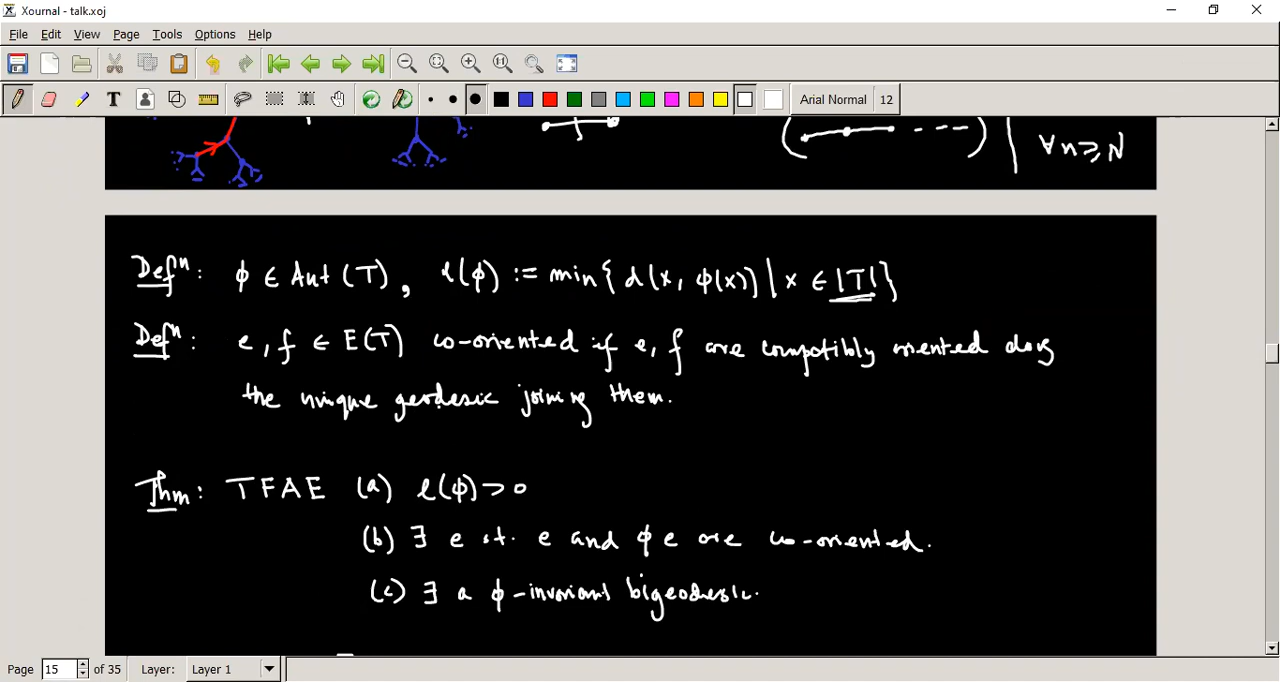 Xournal - talk.xoj
File Edit View Page Tools Options Help
Arial Normal 12
∀n ≥ N
Defⁿ: φ ∈ Aut(T), ℓ(φ) := min{ d(x, φ(x)) | x ∈ |T| }
Defⁿ: e, f ∈ E(T) co-oriented if e, f are compatibly oriented along
the unique geodesic joining them.
Thm: TFAE (a) ℓ(φ) > 0
(b) ∃ e st. e and φe are co-oriented.
(c) ∃ a φ-invariant bigeodesic.
Page 15 of 35 Layer: Layer 1